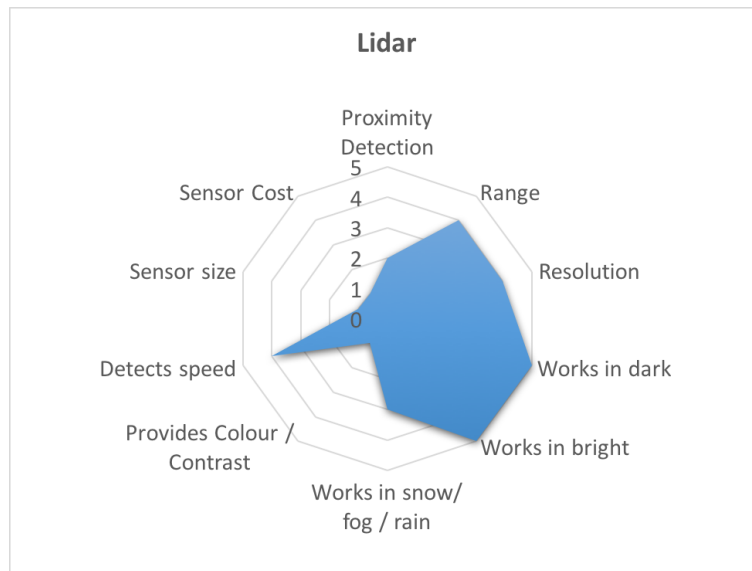 Lidar
Proximity
Detection
Range
Resolution
Works in dark
Works in bright
Works in snow/
fog / rain
Provides Colour /
Contrast
Detects speed
Sensor size
Sensor Cost
5
4
3
2
1
0